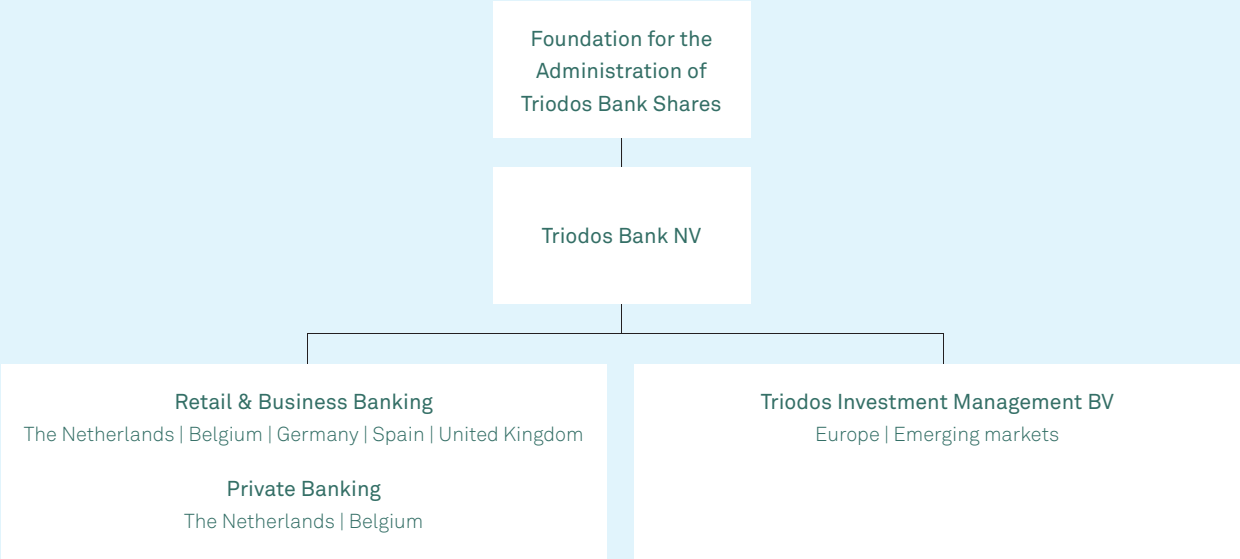 Foundation for the
Administration of
Triodos Bank Shares
Triodos Bank NV
Retail & Business Banking
The Netherlands | Belgium | Germany | Spain | United Kingdom
Private Banking
The Netherlands | Belgium
Triodos Investment Management BV
Europe | Emerging markets